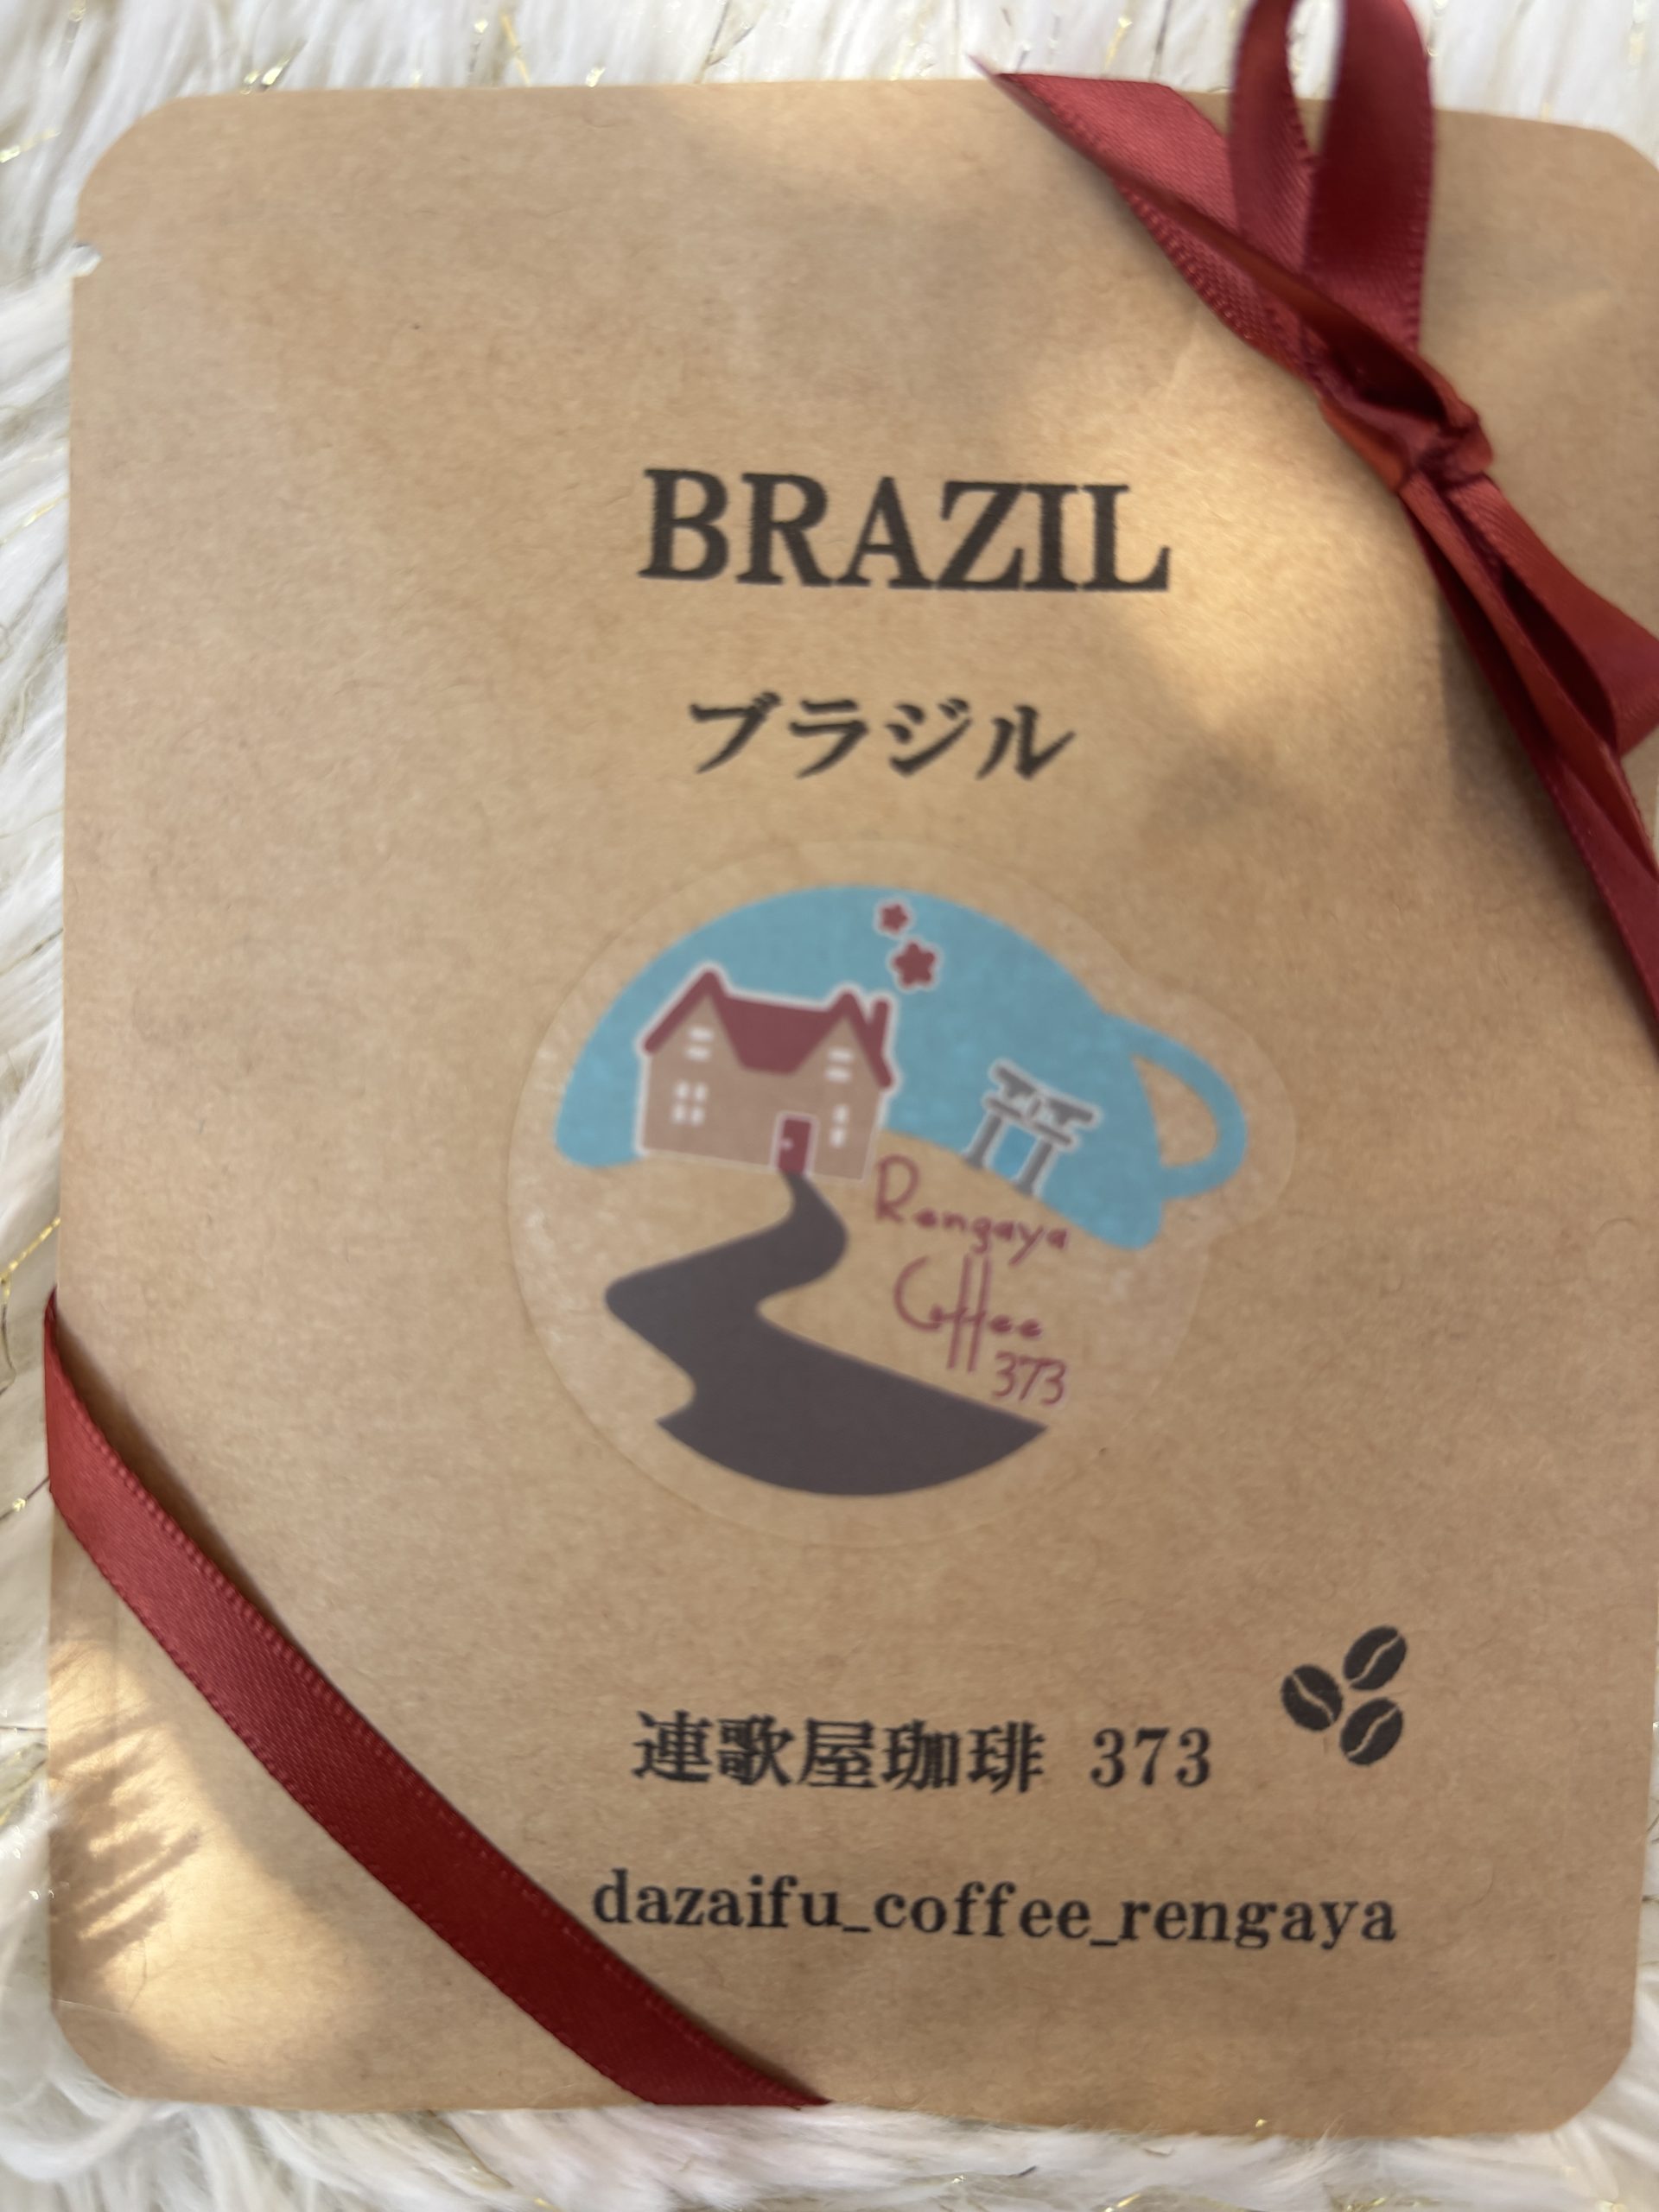 BRAZIL
ブラジル
Rengaya
Coffee
373
連歌屋珈琲 373
dazaifu_coffee_rengaya